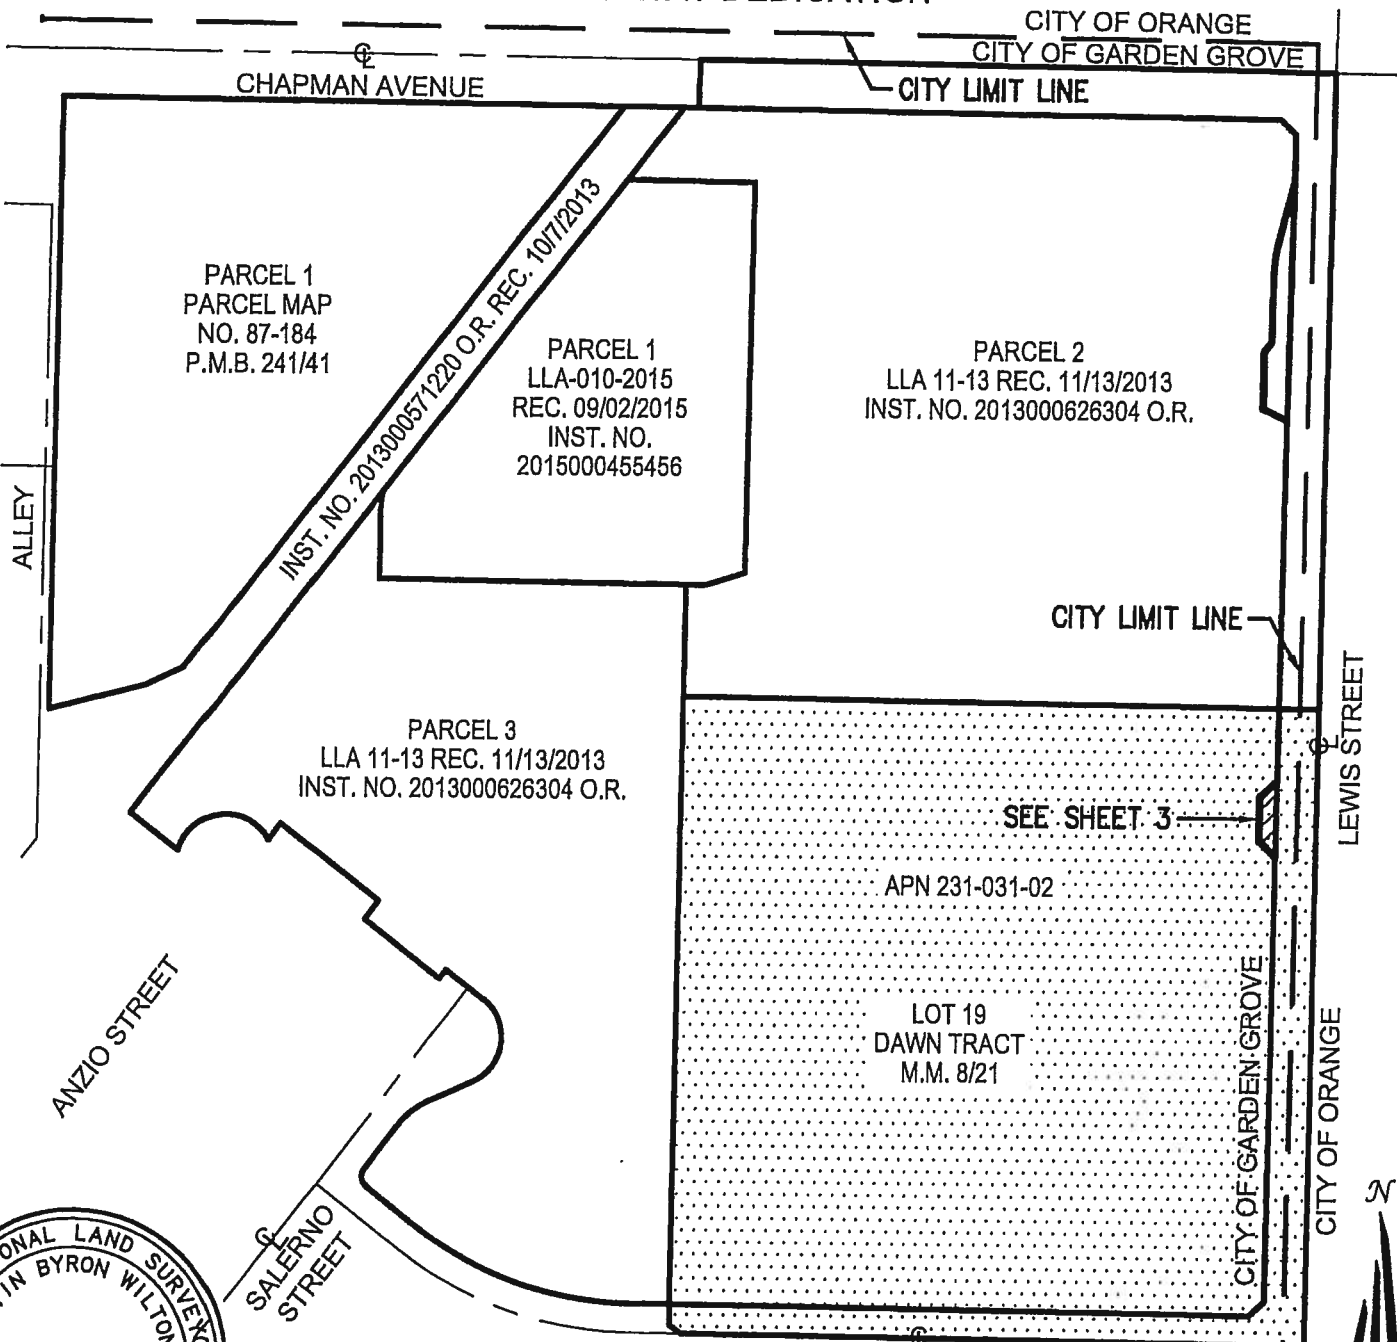 CITY OF ORANGE
CITY OF GARDEN GROVE
℄
CHAPMAN AVENUE
CITY LIMIT LINE
INST. NO. 2013000571220 O.R. REC. 10/7/2013
PARCEL 1
PARCEL MAP
NO. 87-184
P.M.B. 241/41
PARCEL 1
LLA-010-2015
REC. 09/02/2015
INST. NO.
2015000455456
PARCEL 2
LLA 11-13 REC. 11/13/2013
INST. NO. 2013000626304 O.R.
ALLEY
CITY LIMIT LINE
LEWIS STREET
℄
PARCEL 3
LLA 11-13 REC. 11/13/2013
INST. NO. 2013000626304 O.R.
SEE SHEET 3
APN 231-031-02
LOT 19
DAWN TRACT
M.M. 8/21
CITY OF GARDEN GROVE
CITY OF ORANGE
ANZIO STREET
℄
SALERNO
STREET
N
LAND
BYRON WILTON